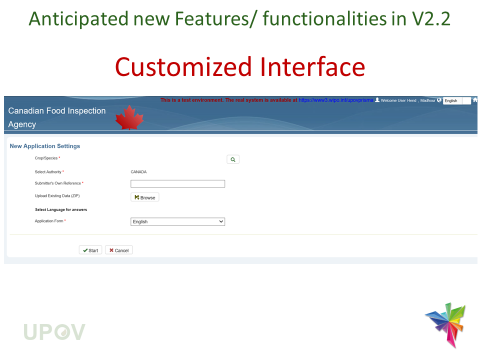 Anticipated new Features/ functionalities in V2.2
Customized Interface
This is a test environment. The real system is available at
Welcome User
English
Canadian Food Inspection
Agency
New Application Settings
Crop/Species *
Select Authority *
CANADA
Submitter's Own Reference *
Upload Existing Data (ZIP)
Browse
Select Language for answers
Application Form *
English
Start
Cancel
UPOV